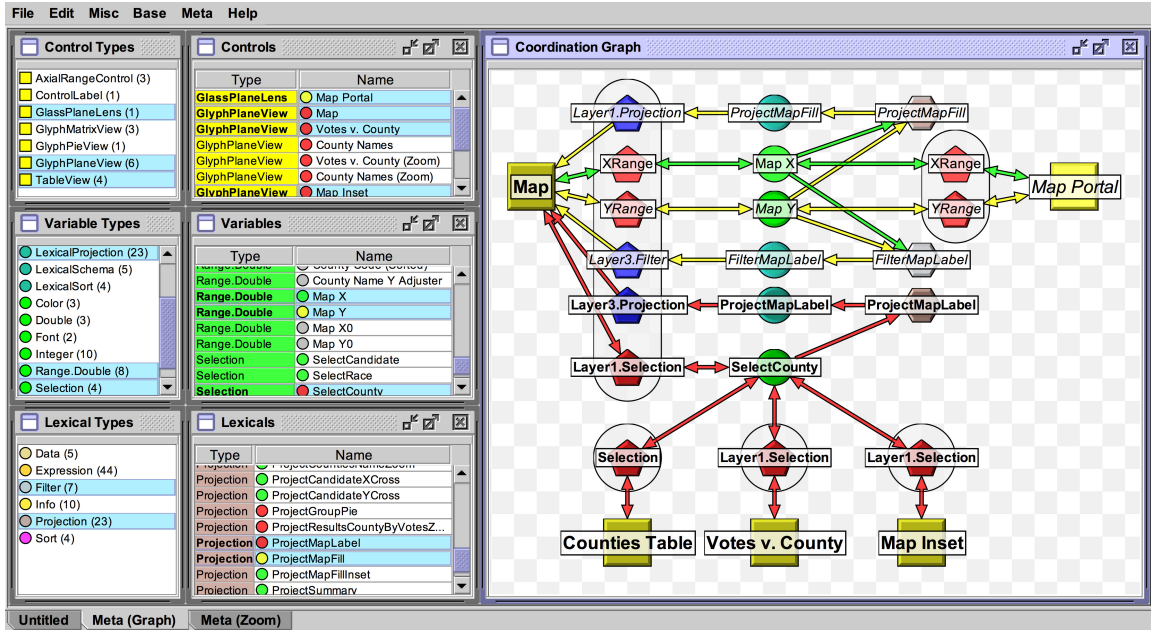 File Edit Misc Base Meta Help
Control Types
AxialRangeControl (3)
ControlLabel (1)
GlassPlaneLens (1)
GlyphMatrixView (3)
GlyphPieView (1)
GlyphPlaneView (6)
TableView (4)
Controls
Type Name
GlassPlaneLens Map Portal
GlyphPlaneView Map
GlyphPlaneView Votes v. County
GlyphPlaneView County Names
GlyphPlaneView Votes v. County (Zoom)
GlyphPlaneView County Names (Zoom)
GlyphPlaneView Map Inset
Variable Types
LexicalProjection (23)
LexicalSchema (5)
LexicalSort (4)
Color (3)
Double (3)
Font (2)
Integer (10)
Range.Double (8)
Selection (4)
Variables
Type Name
Range.Double County Code (Sorted)
Range.Double County Name Y Adjuster
Range.Double Map X
Range.Double Map Y
Range.Double Map X0
Range.Double Map Y0
Selection SelectCandidate
Selection SelectRace
Selection SelectCounty
Lexical Types
Data (5)
Expression (44)
Filter (7)
Info (10)
Projection (23)
Sort (4)
Lexicals
Type Name
Projection ProjectCountiesNameZoom
Projection ProjectCandidateXCross
Projection ProjectCandidateYCross
Projection ProjectGroupPie
Projection ProjectResultsCountyByVotesZ...
Projection ProjectMapLabel
Projection ProjectMapFill
Projection ProjectMapFillInset
Projection ProjectSummary
Coordination Graph
Layer1.Projection ProjectMapFill ProjectMapFill
XRange Map X XRange
Map Map Portal
YRange Map Y YRange
Layer3.Filter FilterMapLabel FilterMapLabel
Layer3.Projection ProjectMapLabel ProjectMapLabel
Layer1.Selection SelectCounty
Selection Layer1.Selection Layer1.Selection
Counties Table Votes v. County Map Inset
Untitled Meta (Graph) Meta (Zoom)